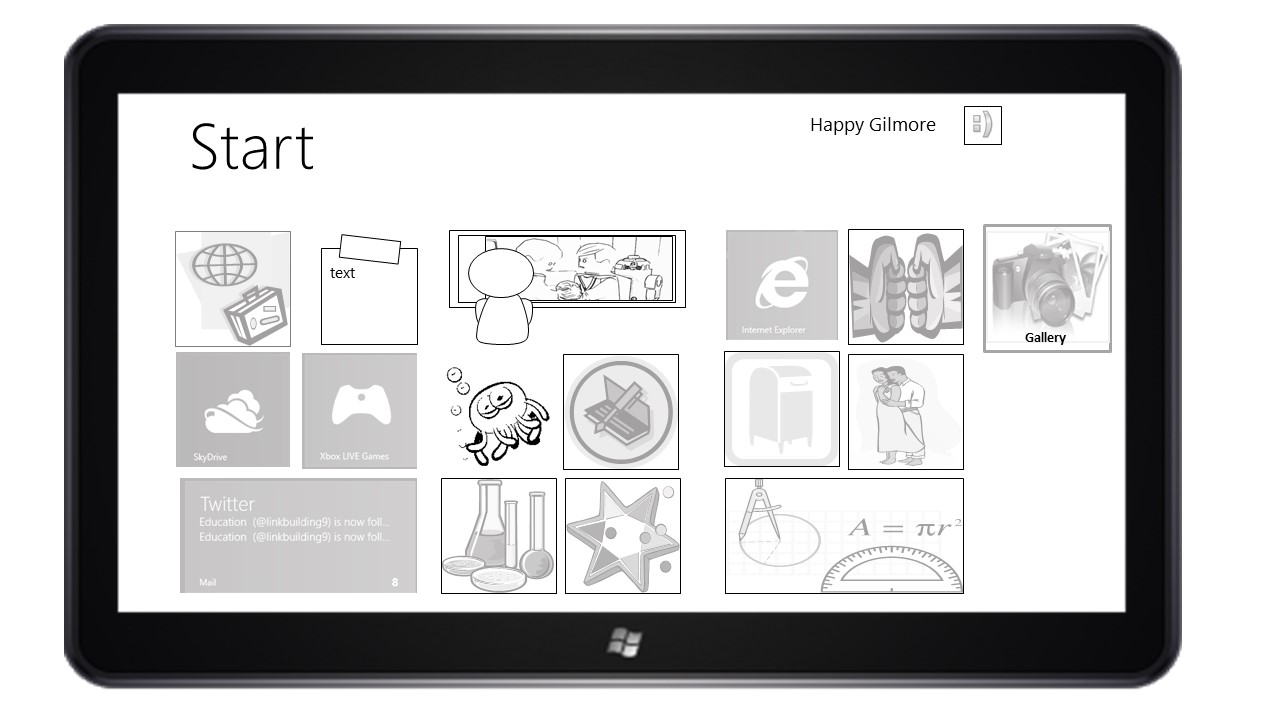 Start
Happy Gilmore
:)
text
Internet Explorer
Gallery
SkyDrive
Xbox LIVE Games
Twitter
Education (@linkbuilding9) is now foll...
Education (@linkbuilding9) is now foll...
Mail
8
A = πr²